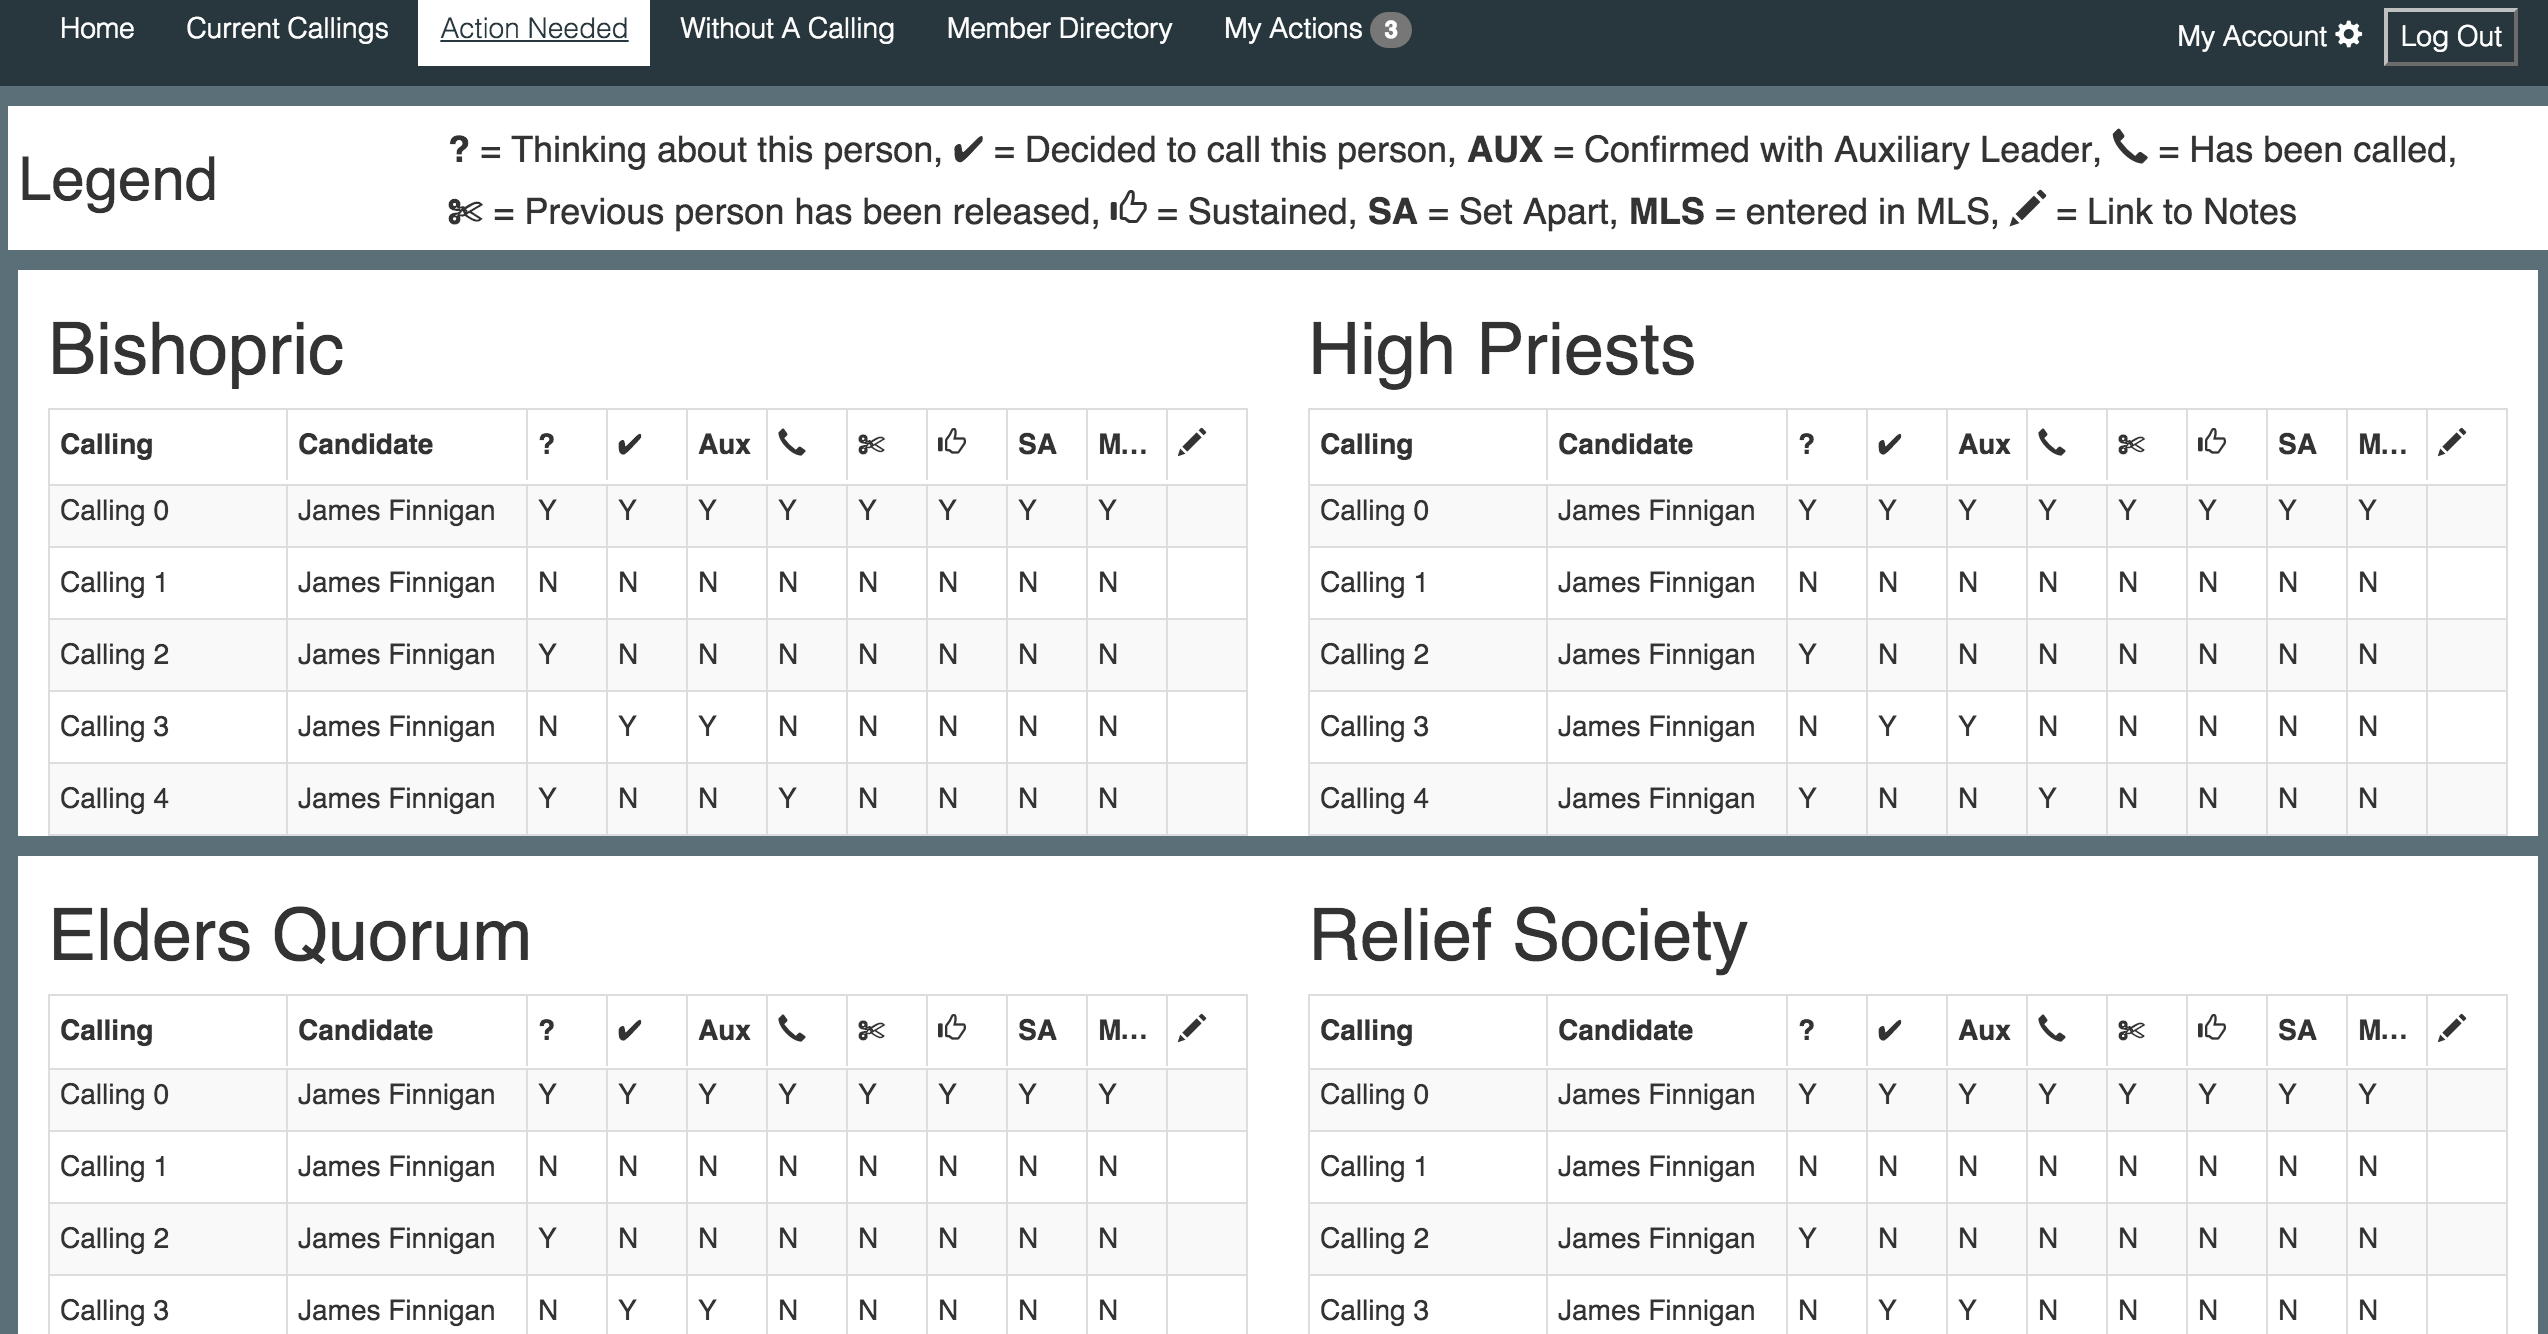 Home Current Callings Action Needed Without A Calling Member Directory My Actions 3 My Account Log Out
Legend
? = Thinking about this person, ✔ = Decided to call this person, AUX = Confirmed with Auxiliary Leader, = Has been called,
= Previous person has been released, = Sustained, SA = Set Apart, MLS = entered in MLS, = Link to Notes
Bishopric
Calling Candidate ? ✔ Aux SA M...
Calling 0 James Finnigan Y Y Y Y Y Y Y Y
Calling 1 James Finnigan N N N N N N N N
Calling 2 James Finnigan Y N N N N N N N
Calling 3 James Finnigan N Y Y N N N N N
Calling 4 James Finnigan Y N N Y N N N N
High Priests
Calling Candidate ? ✔ Aux SA M...
Calling 0 James Finnigan Y Y Y Y Y Y Y Y
Calling 1 James Finnigan N N N N N N N N
Calling 2 James Finnigan Y N N N N N N N
Calling 3 James Finnigan N Y Y N N N N N
Calling 4 James Finnigan Y N N Y N N N N
Elders Quorum
Calling Candidate ? ✔ Aux SA M...
Calling 0 James Finnigan Y Y Y Y Y Y Y Y
Calling 1 James Finnigan N N N N N N N N
Calling 2 James Finnigan Y N N N N N N N
Calling 3 James Finnigan N Y Y N N N N N
Relief Society
Calling Candidate ? ✔ Aux SA M...
Calling 0 James Finnigan Y Y Y Y Y Y Y Y
Calling 1 James Finnigan N N N N N N N N
Calling 2 James Finnigan Y N N N N N N N
Calling 3 James Finnigan N Y Y N N N N N